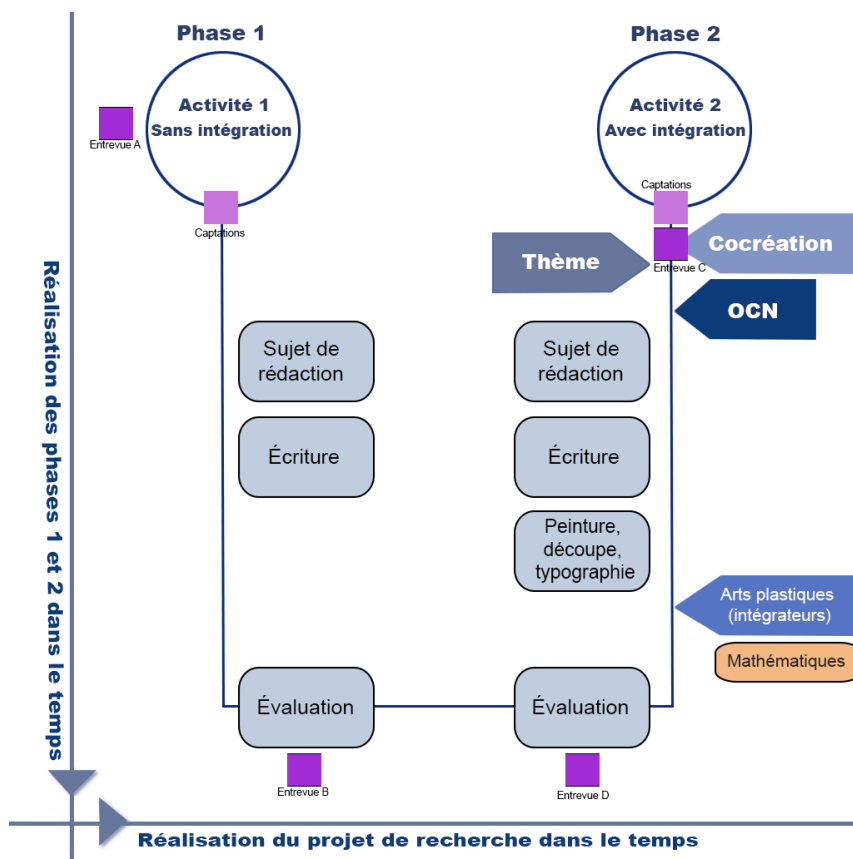 Phase 1
Phase 2
Activité 1
Sans intégration
Activité 2
Avec intégration
Entrevue A
Captations
Captations
Thème
Entrevue C
Cocréation
OCN
Réalisation des phases 1 et 2 dans le temps
Sujet de
rédaction
Sujet de
rédaction
Écriture
Écriture
Peinture,
découpe,
typographie
Arts plastiques
(intégrateurs)
Mathématiques
Évaluation
Évaluation
Entrevue B
Entrevue D
Réalisation du projet de recherche dans le temps